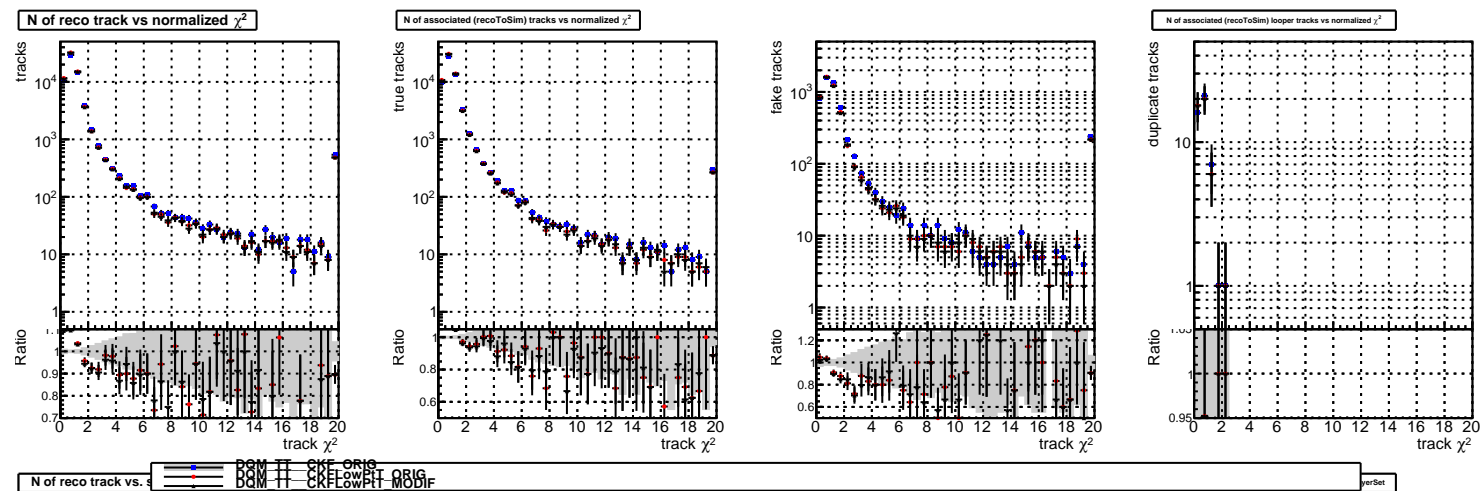 N of reco track vs normalized χ²
N of associated (recoToSim) tracks vs normalized χ²
N of associated (recoToSim) looper tracks vs normalized χ²
tracks
10⁴
10³
10²
10
1
Ratio
1
0.9
0.8
0.7
0 2 4 6 8 10 12 14 16 18 20
track χ²
true tracks
10⁴
10³
10²
10
1
Ratio
0.8
0.6
0 2 4 6 8 10 12 14 16 18 20
track χ²
fake tracks
10³
10²
10
1
Ratio
1.2
1
0.8
0.6
0 2 4 6 8 10 12 14 16 18 20
track χ²
duplicate tracks
10
1
Ratio
1.05
1
0.95
0 2 4 6 8 10 12 14 16 18 20
track χ²
DQM_TT__CKF_ORIG
DQM_TT__CKFLowPtT_ORIG
DQM_TT__CKFLowPtT_MODIF
N of reco track vs.
yerSet